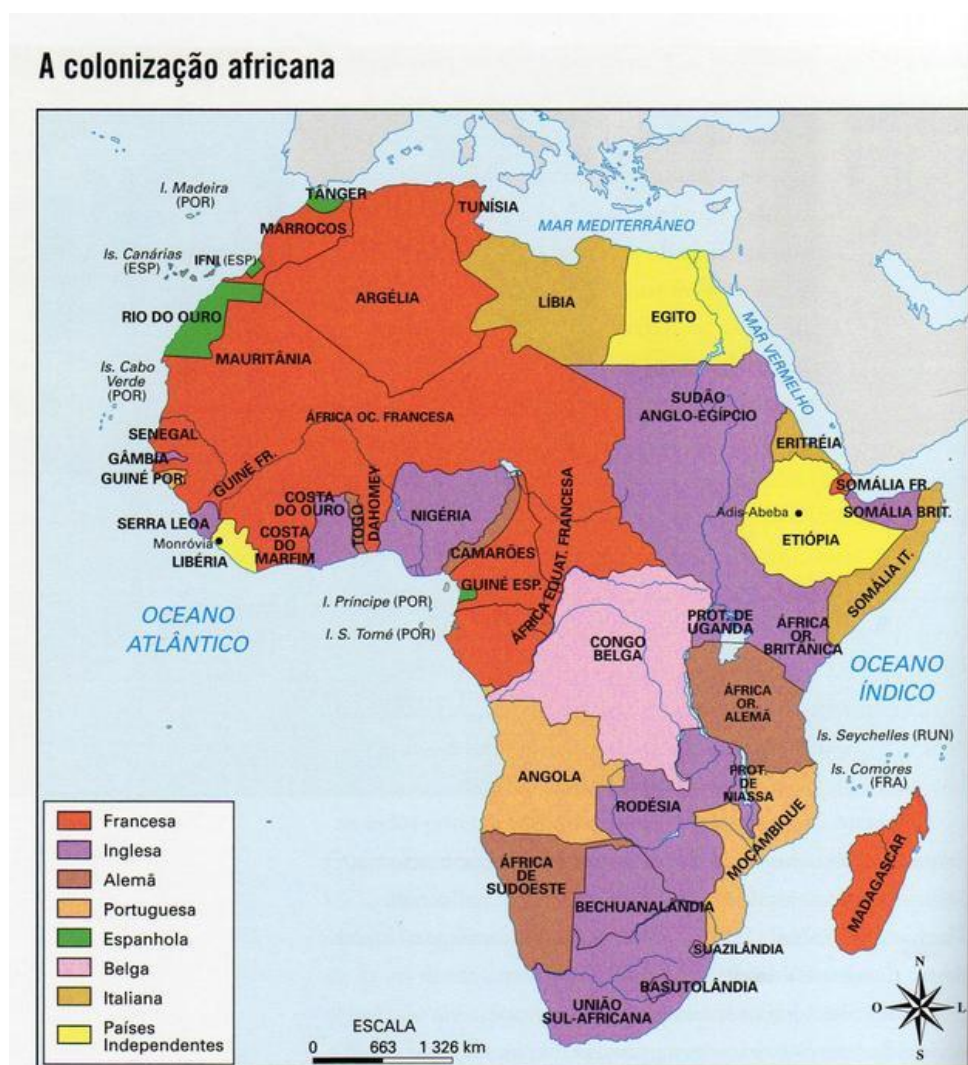 A colonização africana
I. Madeira
(POR)
TÂNGER
MARROCOS
TUNÍSIA
MAR MEDITERRÂNEO
Is. Canárias
(ESP)
IFNI (ESP)
ARGÉLIA
LÍBIA
EGITO
RIO DO OURO
MAURITÂNIA
MAR VERMELHO
Is. Cabo
Verde
(POR)
SUDÃO
ANGLO-EGÍPCIO
ÁFRICA OC. FRANCESA
SENEGAL
GÂMBIA
GUINÉ POR.
GUINÉ FR.
ERITRÉIA
SOMÁLIA FR.
SOMÁLIA BRIT.
COSTA
DO OURO
TOGO
DAHOMEY
NIGÉRIA
Adis-Abeba
ETIÓPIA
SERRA LEOA
Monróvia
LIBÉRIA
COSTA
DO
MARFIM
CAMARÕES
GUINÉ ESP.
ÁFRICA EQUAT. FRANCESA
SOMÁLIA IT.
I. Príncipe (POR)
I. S. Tomé (POR)
OCEANO
ATLÂNTICO
CONGO
BELGA
PROT. DE
UGANDA
ÁFRICA
OR.
BRITÂNICA
OCEANO
ÍNDICO
ÁFRICA
OR.
ALEMÃ
Is. Seychelles (RUN)
Is. Comores
(FRA)
ANGOLA
RODÉSIA
PROT.
DE
NIASSA
MOÇAMBIQUE
MADAGASCAR
ÁFRICA
DE
SUDOESTE
BECHUANALÂNDIA
SUAZILÂNDIA
BASUTOLÂNDIA
UNIÃO
SUL-AFRICANA
Francesa
Inglesa
Alemã
Portuguesa
Espanhola
Belga
Italiana
Países
Independentes
ESCALA
0 663 1 326 km
N
O
L
S